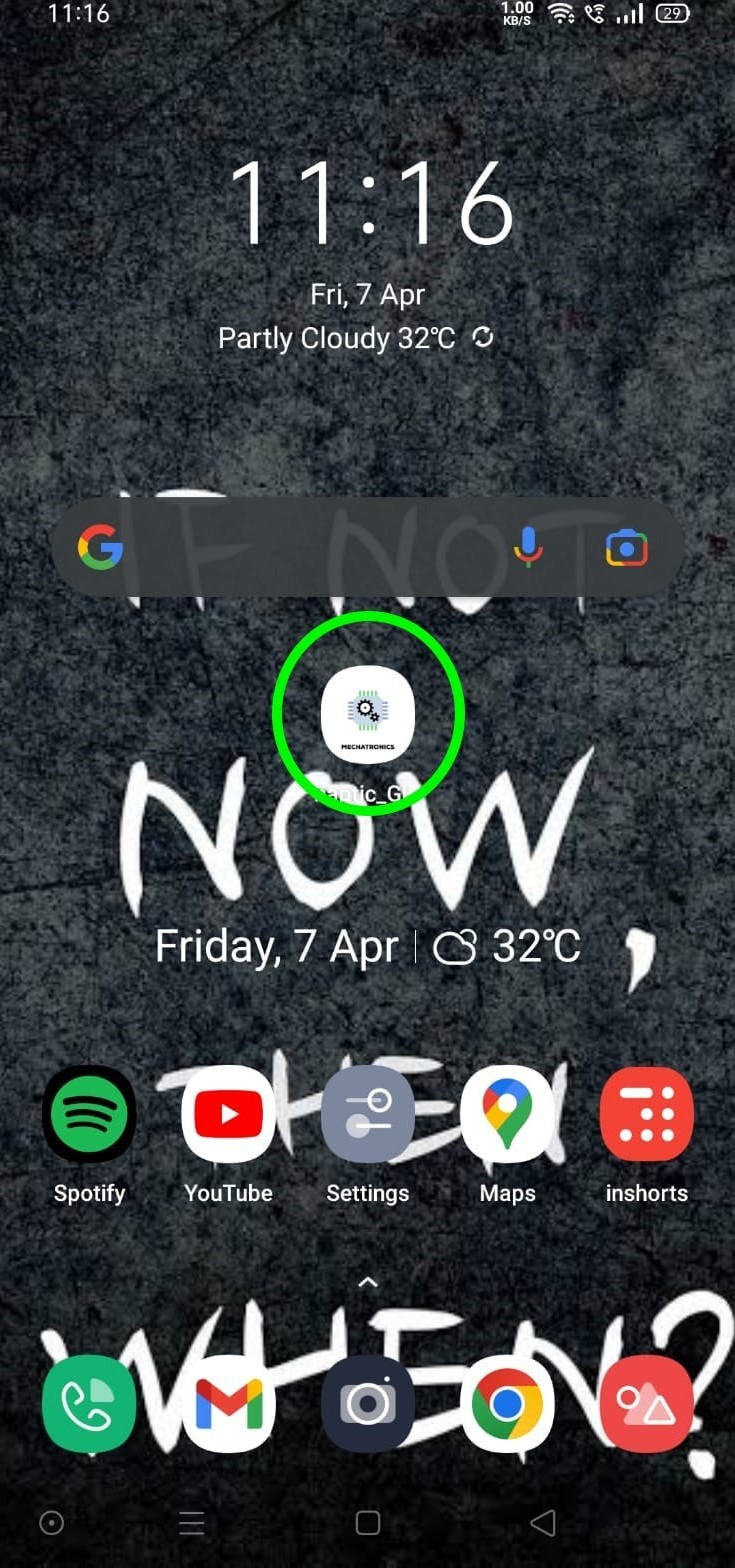 11:16
1.00
KB/S
29
11:16
Fri, 7 Apr
Partly Cloudy 32℃
IF NOT
MECHATRONICS
NOW,
Friday, 7 Apr | 32℃
THEN
Spotify
YouTube
Settings
Maps
inshorts
WHEN?